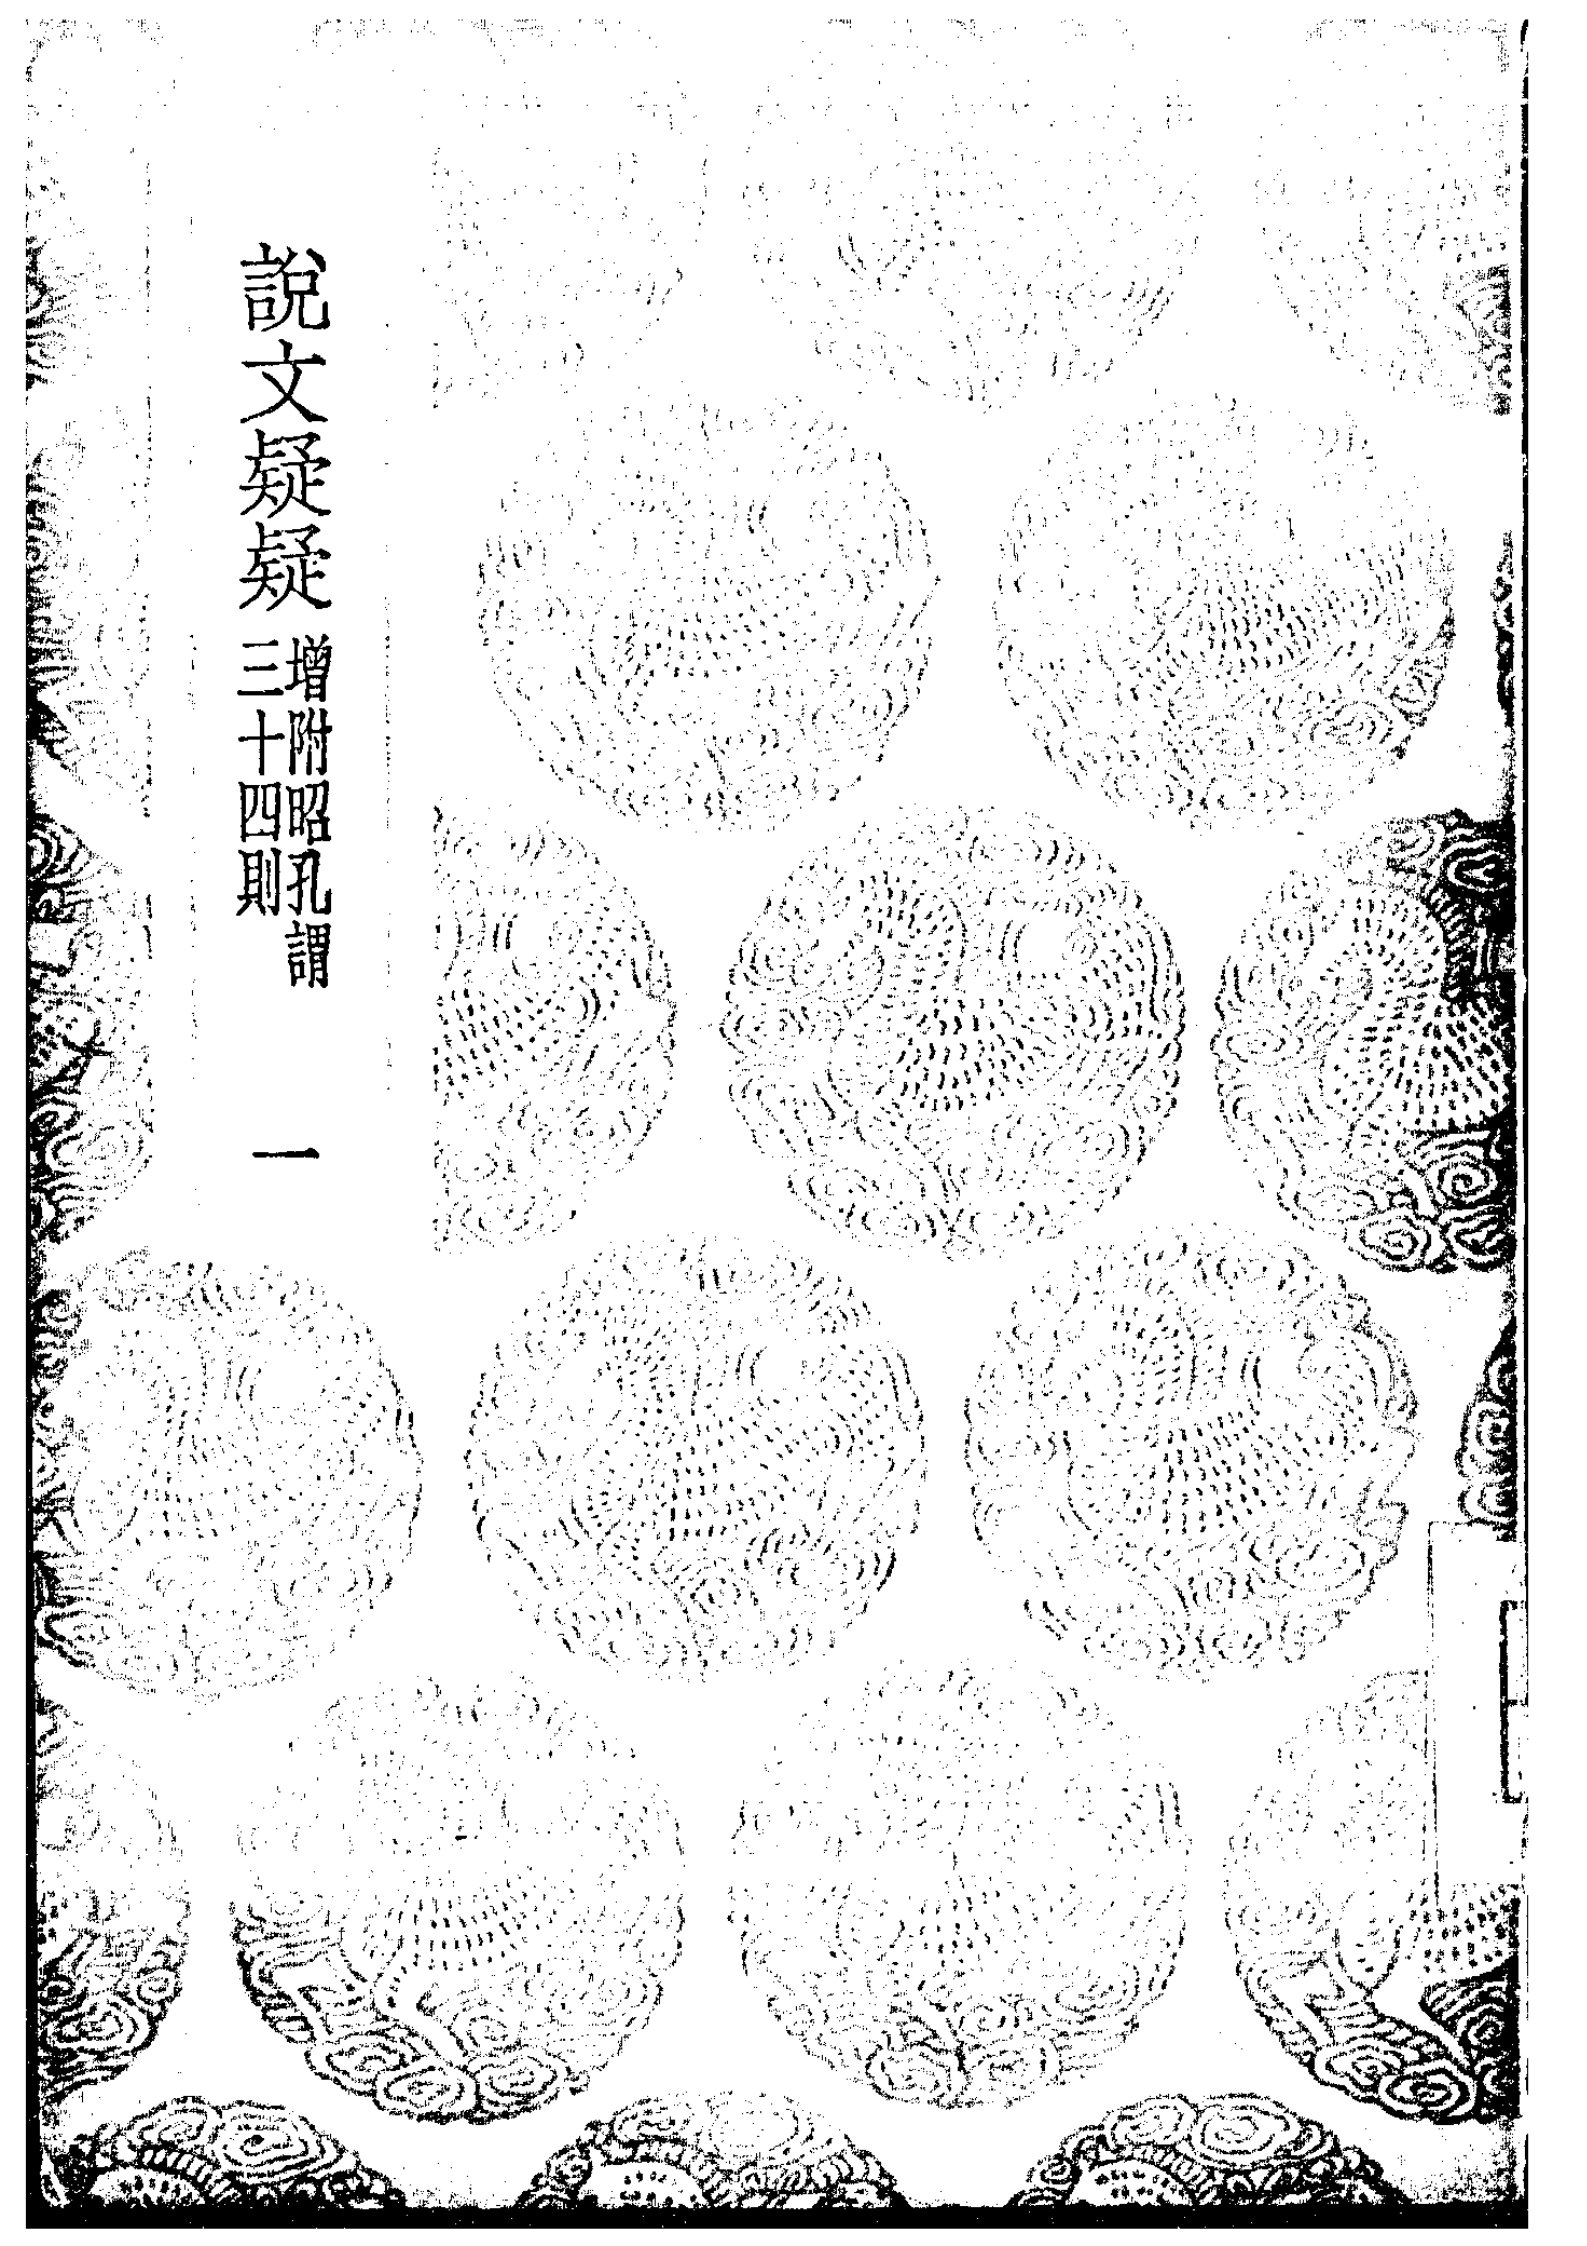 說文疑疑
增附昭孔謂
三十四則
一